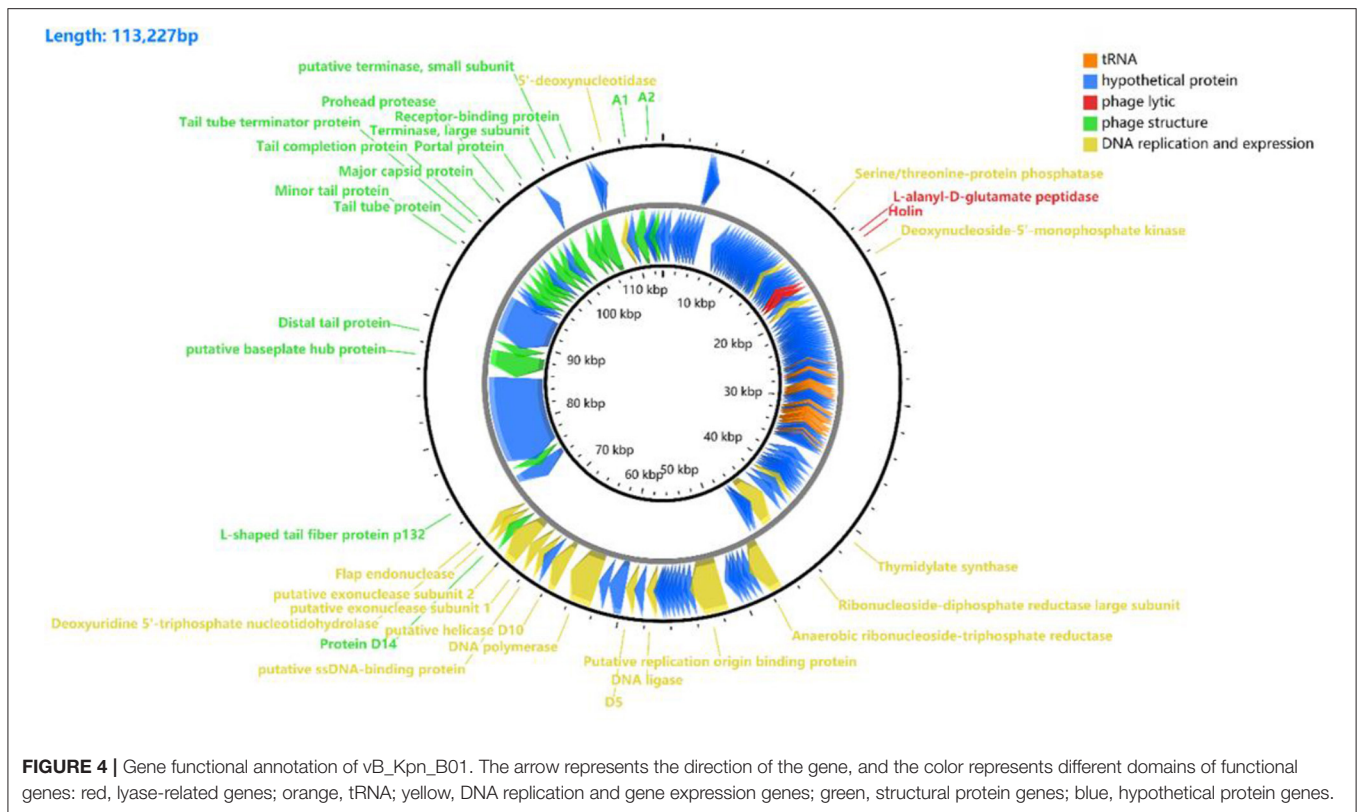 Length: 113,227bp
tRNA
hypothetical protein
phage lytic
phage structure
DNA replication and expression
putative terminase, small subunit
5'-deoxynucleotidase
A1
A2
Prohead protease
Receptor-binding protein
Tail tube terminator protein
Terminase, large subunit
Tail completion protein
Portal protein
Major capsid protein
Minor tail protein
Tail tube protein
Distal tail protein
putative baseplate hub protein
Serine/threonine-protein phosphatase
L-alanyl-D-glutamate peptidase
Holin
Deoxynucleoside-5'-monophosphate kinase
110 kbp
10 kbp
100 kbp
20 kbp
90 kbp
30 kbp
80 kbp
40 kbp
70 kbp
60 kbp
50 kbp
L-shaped tail fiber protein p132
Flap endonuclease
putative exonuclease subunit 2
putative exonuclease subunit 1
Deoxyuridine 5'-triphosphate nucleotidohydrolase
putative helicase D10
Protein D14
DNA polymerase
putative ssDNA-binding protein
Thymidylate synthase
Ribonucleoside-diphosphate reductase large subunit
Anaerobic ribonucleoside-triphosphate reductase
Putative replication origin binding protein
DNA ligase
D5
FIGURE 4 | Gene functional annotation of vB_Kpn_B01. The arrow represents the direction of the gene, and the color represents different domains of functional
genes: red, lyase-related genes; orange, tRNA; yellow, DNA replication and gene expression genes; green, structural protein genes; blue, hypothetical protein genes.